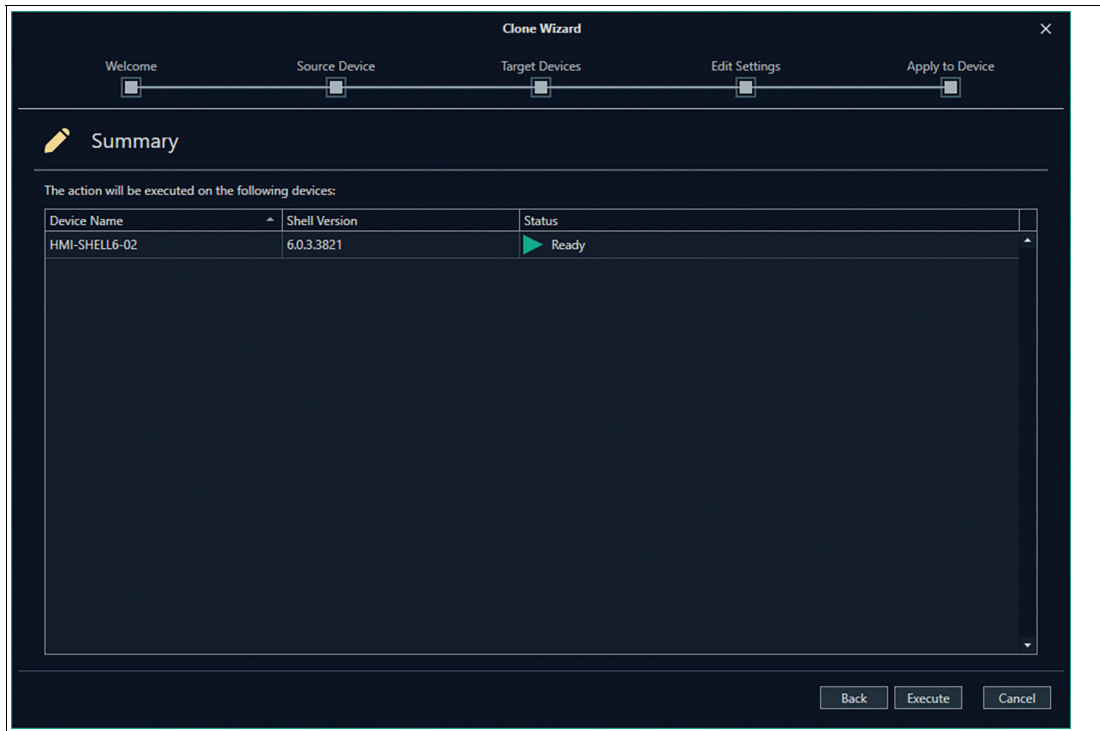 Clone Wizard
Welcome Source Device Target Devices Edit Settings Apply to Device
Summary
The action will be executed on the following devices:
Device Name Shell Version Status
HMI-SHELL6-02 6.0.3.3821 Ready
Back Execute Cancel